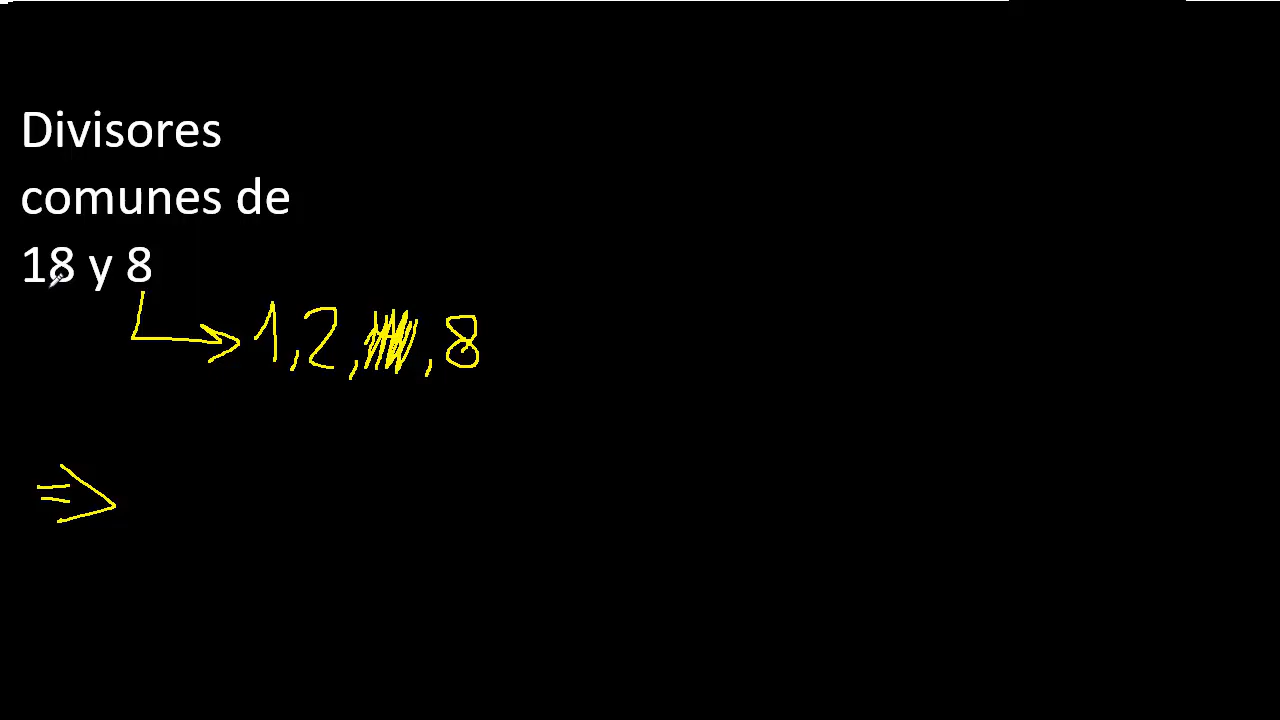 Divisores
comunes de
18 y 8
1, 2, , 8
⇒